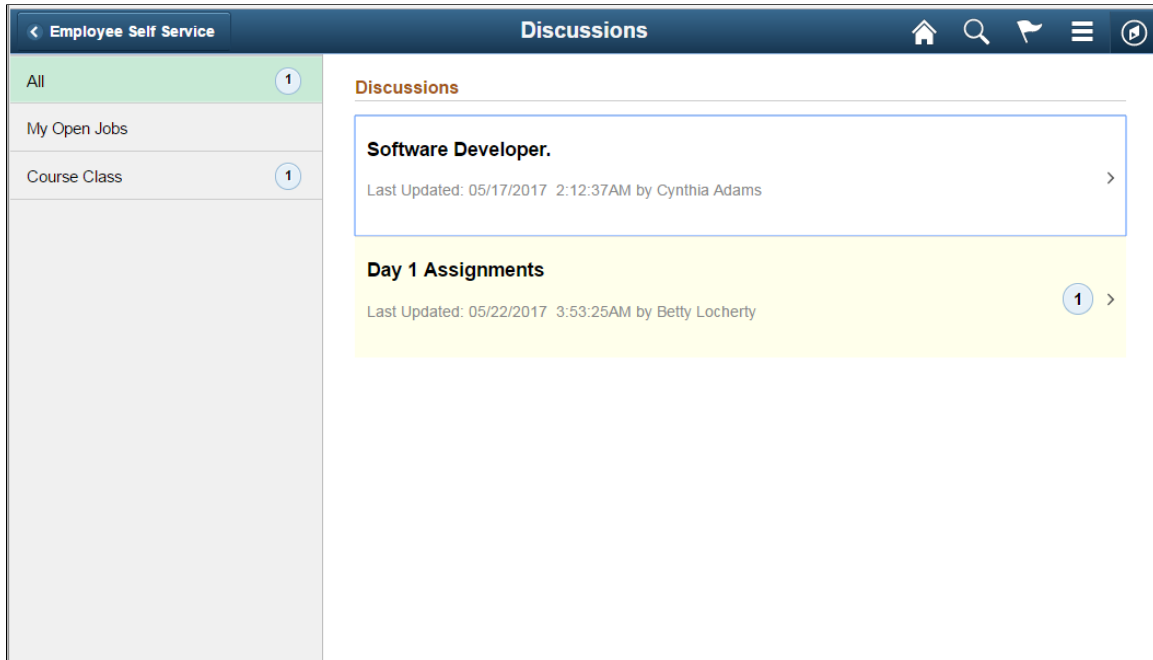 Employee Self Service
Discussions
All 1
My Open Jobs
Course Class 1
Discussions
Software Developer.
Last Updated: 05/17/2017 2:12:37AM by Cynthia Adams
Day 1 Assignments
1
Last Updated: 05/22/2017 3:53:25AM by Betty Locherty